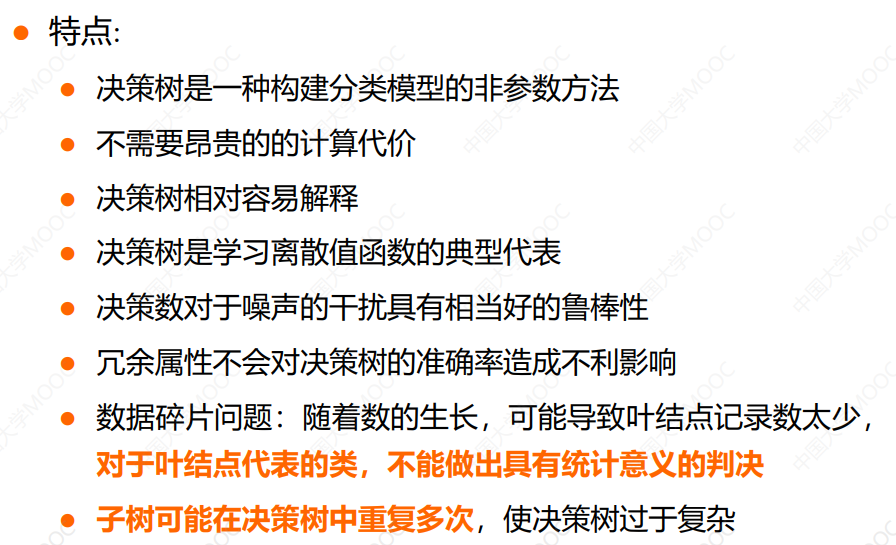 特点:
决策树是一种构建分类模型的非参数方法
不需要昂贵的的计算代价
决策树相对容易解释
决策树是学习离散值函数的典型代表
决策数对于噪声的干扰具有相当好的鲁棒性
冗余属性不会对决策树的准确率造成不利影响
数据碎片问题：随着数的生长，可能导致叶结点记录数太少，
对于叶结点代表的类，不能做出具有统计意义的判决
子树可能在决策树中重复多次，使决策树过于复杂
中国大学MOOC